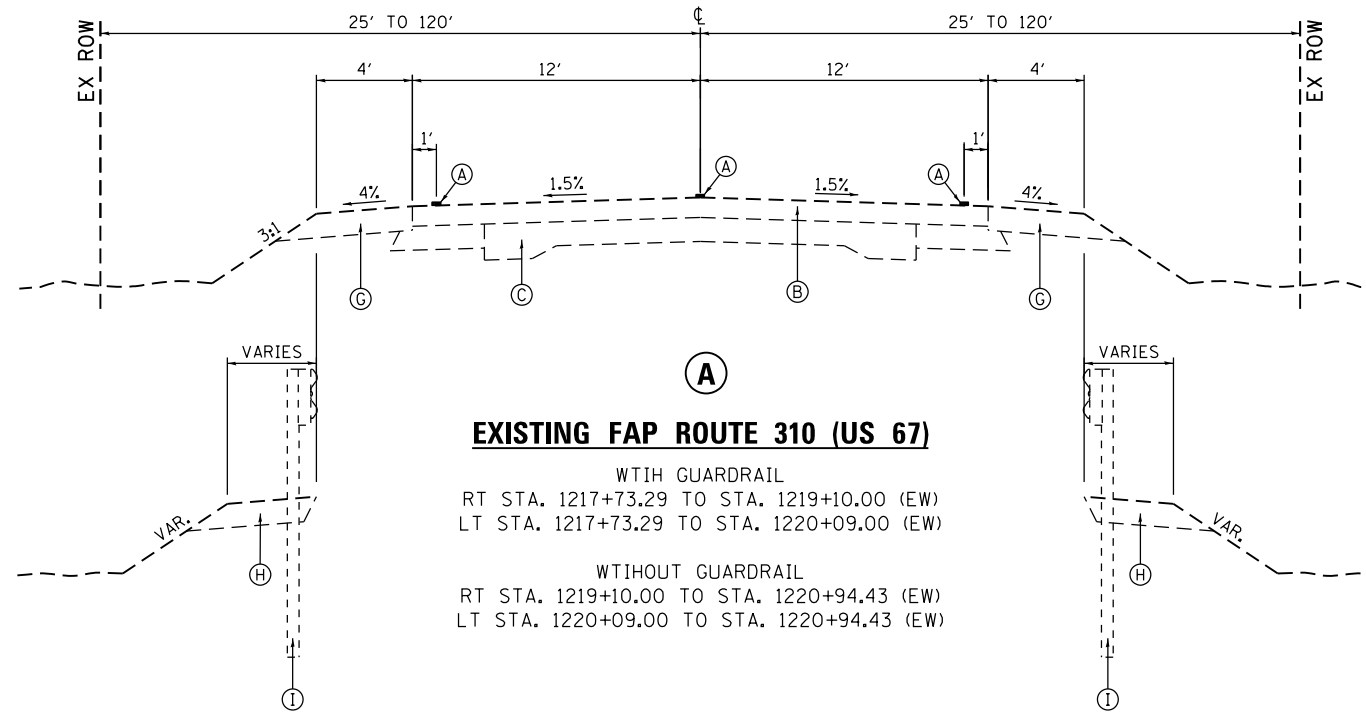 ℄
25' TO 120' 25' TO 120'
EX ROW EX ROW
4' 12' 12' 4'
1' 1'
A A A
4% 1.5% 1.5% 4%
3:1
G C B G
VARIES VARIES
A
EXISTING FAP ROUTE 310 (US 67)
WTIH GUARDRAIL
RT STA. 1217+73.29 TO STA. 1219+10.00 (EW)
LT STA. 1217+73.29 TO STA. 1220+09.00 (EW)
VAR. VAR.
H H
WTIHOUT GUARDRAIL
RT STA. 1219+10.00 TO STA. 1220+94.43 (EW)
LT STA. 1220+09.00 TO STA. 1220+94.43 (EW)
I I